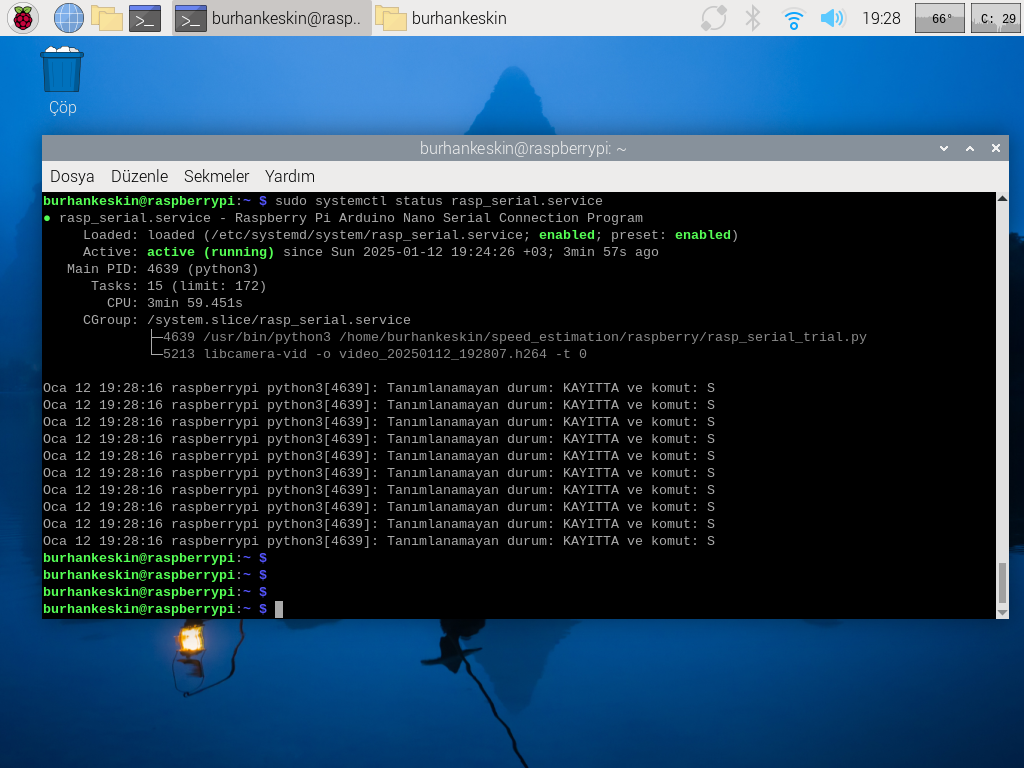 burhankeskin@rasp..
burhankeskin
19:28
66°
C: 29
Çöp
burhankeskin@raspberrypi: ~
Dosya Düzenle Sekmeler Yardım
burhankeskin@raspberrypi:~ $ sudo systemctl status rasp_serial.service
● rasp_serial.service - Raspberry Pi Arduino Nano Serial Connection Program
Loaded: loaded (/etc/systemd/system/rasp_serial.service; enabled; preset: enabled)
Active: active (running) since Sun 2025-01-12 19:24:26 +03; 3min 57s ago
Main PID: 4639 (python3)
Tasks: 15 (limit: 172)
CPU: 3min 59.451s
CGroup: /system.slice/rasp_serial.service
├─4639 /usr/bin/python3 /home/burhankeskin/speed_estimation/raspberry/rasp_serial_trial.py
└─5213 libcamera-vid -o video_20250112_192807.h264 -t 0
Oca 12 19:28:16 raspberrypi python3[4639]: Tanımlanamayan durum: KAYITTA ve komut: S
Oca 12 19:28:16 raspberrypi python3[4639]: Tanımlanamayan durum: KAYITTA ve komut: S
Oca 12 19:28:16 raspberrypi python3[4639]: Tanımlanamayan durum: KAYITTA ve komut: S
Oca 12 19:28:16 raspberrypi python3[4639]: Tanımlanamayan durum: KAYITTA ve komut: S
Oca 12 19:28:16 raspberrypi python3[4639]: Tanımlanamayan durum: KAYITTA ve komut: S
Oca 12 19:28:16 raspberrypi python3[4639]: Tanımlanamayan durum: KAYITTA ve komut: S
Oca 12 19:28:16 raspberrypi python3[4639]: Tanımlanamayan durum: KAYITTA ve komut: S
Oca 12 19:28:16 raspberrypi python3[4639]: Tanımlanamayan durum: KAYITTA ve komut: S
Oca 12 19:28:16 raspberrypi python3[4639]: Tanımlanamayan durum: KAYITTA ve komut: S
Oca 12 19:28:16 raspberrypi python3[4639]: Tanımlanamayan durum: KAYITTA ve komut: S
burhankeskin@raspberrypi:~ $
burhankeskin@raspberrypi:~ $
burhankeskin@raspberrypi:~ $
burhankeskin@raspberrypi:~ $